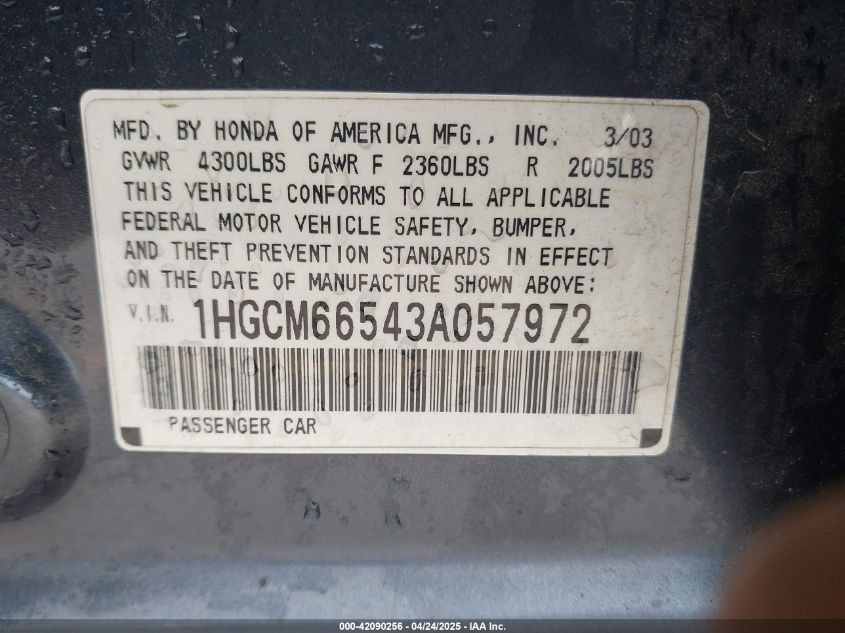 MFD. BY HONDA OF AMERICA MFG., INC. 3/03
GVWR 4300LBS GAWR F 2360LBS R 2005LBS
THIS VEHICLE CONFORMS TO ALL APPLICABLE
FEDERAL MOTOR VEHICLE SAFETY, BUMPER,
AND THEFT PREVENTION STANDARDS IN EFFECT
ON THE DATE OF MANUFACTURE SHOWN ABOVE:
V.I.N. 1HGCM66543A057972
PASSENGER CAR
000-42090256 - 04/24/2025 - IAA Inc.